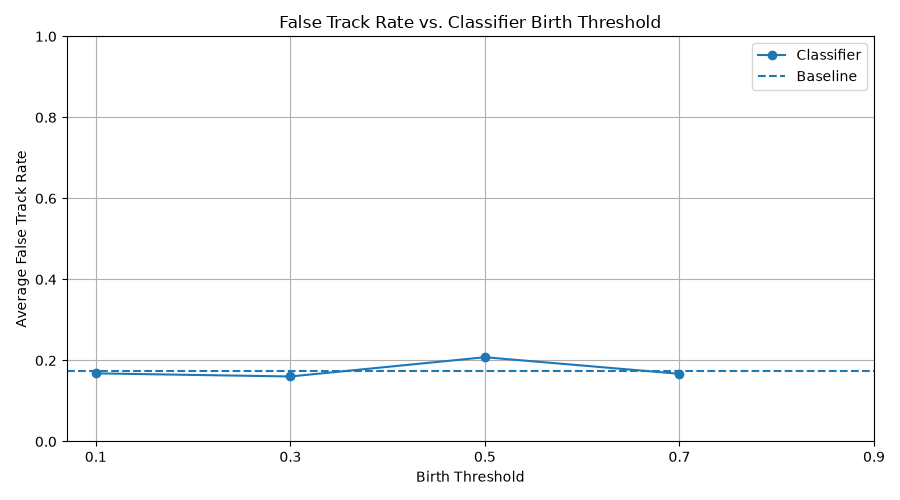 False Track Rate vs. Classifier Birth Threshold
Classifier
Baseline
Average False Track Rate
1.0
0.8
0.6
0.4
0.2
0.0
0.1 0.3 0.5 0.7 0.9
Birth Threshold